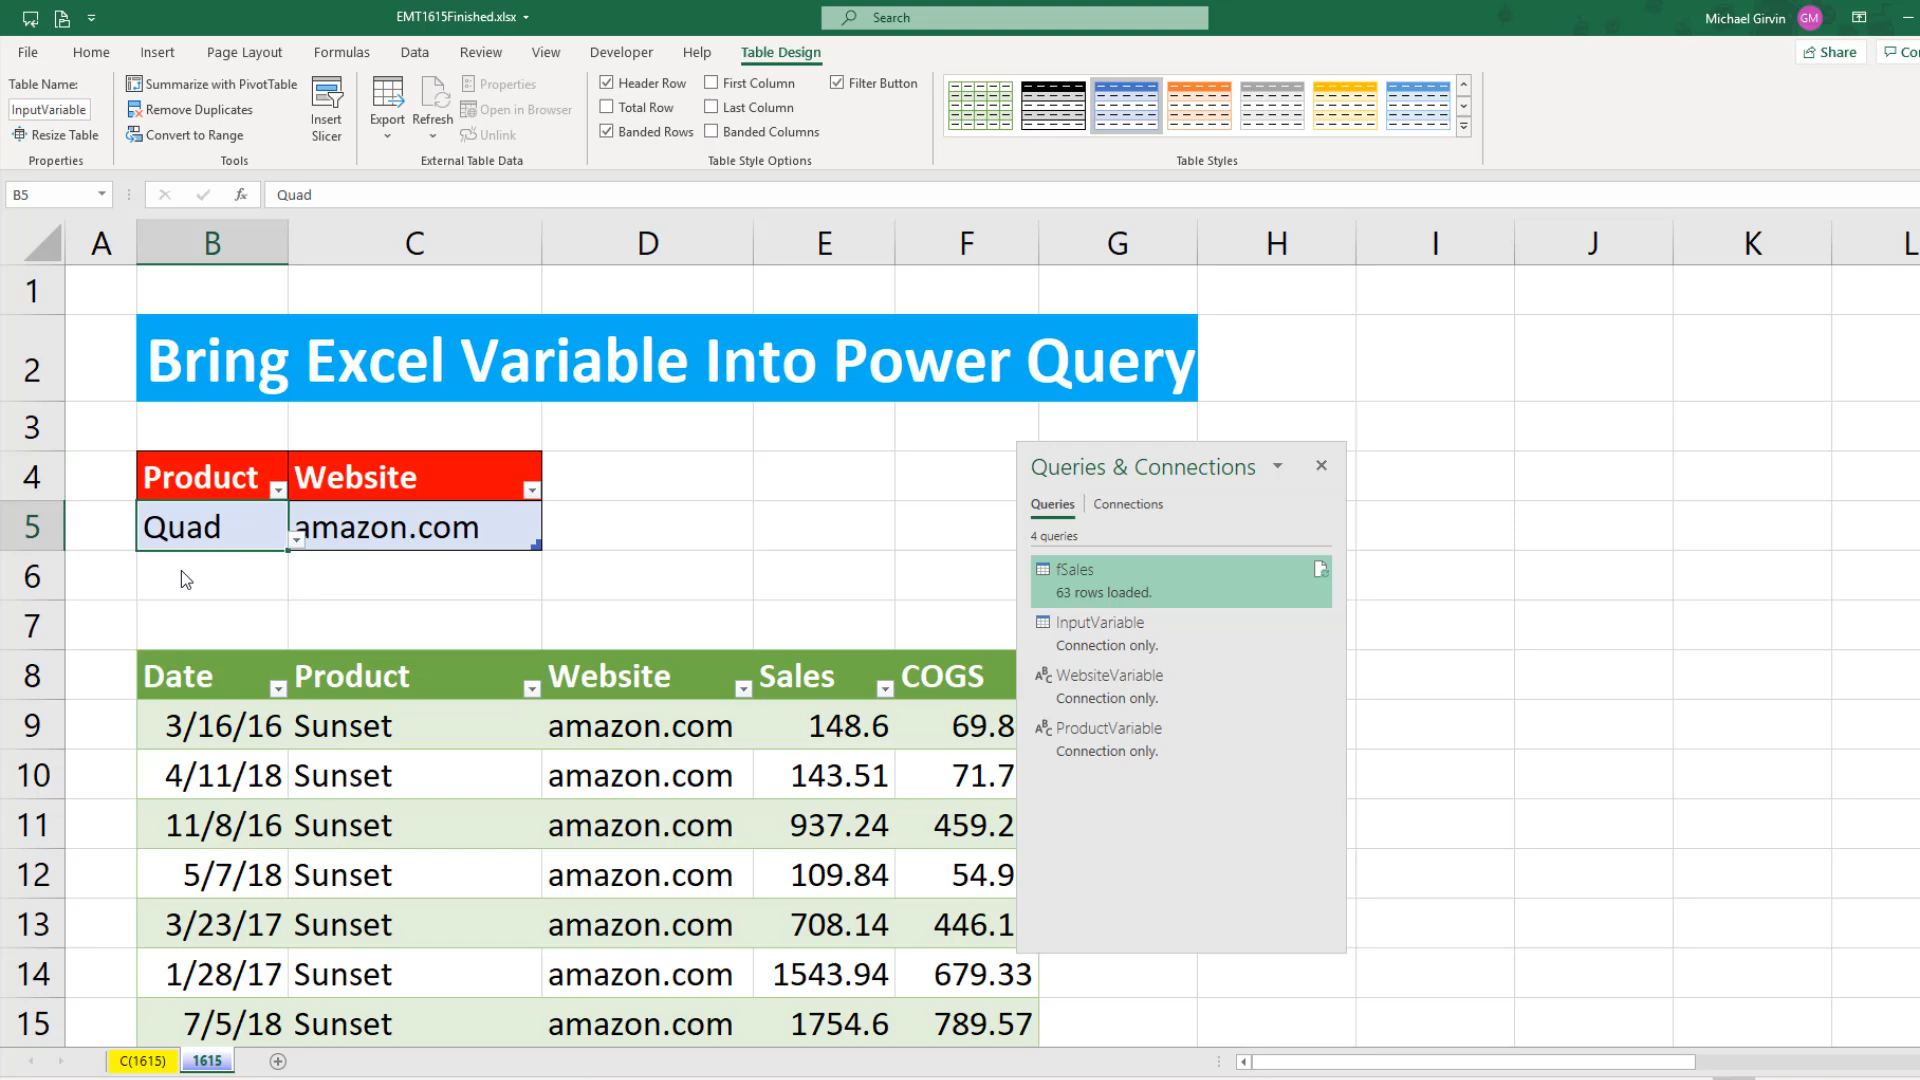 EMT1615Finished.xlsx
Search
Michael Girvin GM
File Home Insert Page Layout Formulas Data Review View Developer Help Table Design Share Co
Table Name:
InputVariable
Resize Table
Properties
Summarize with PivotTable
Remove Duplicates
Convert to Range
Tools
Insert
Slicer
Export
Refresh
Properties
Open in Browser
Unlink
External Table Data
Header Row First Column Filter Button
Total Row Last Column
Banded Rows Banded Columns
Table Style Options
Table Styles
B5 fx Quad
A B C D E F G H I J K L
1
2 Bring Excel Variable Into Power Query
3
4 Product Website
5 Quad amazon.com
6
7
8 Date Product Website Sales COGS
9 3/16/16 Sunset amazon.com 148.6 69.8
10 4/11/18 Sunset amazon.com 143.51 71.7
11 11/8/16 Sunset amazon.com 937.24 459.2
12 5/7/18 Sunset amazon.com 109.84 54.9
13 3/23/17 Sunset amazon.com 708.14 446.1
14 1/28/17 Sunset amazon.com 1543.94 679.33
15 7/5/18 Sunset amazon.com 1754.6 789.57
Queries & Connections
Queries Connections
4 queries
fSales
63 rows loaded.
InputVariable
Connection only.
ABC WebsiteVariable
Connection only.
ABC ProductVariable
Connection only.
C(1615) 1615